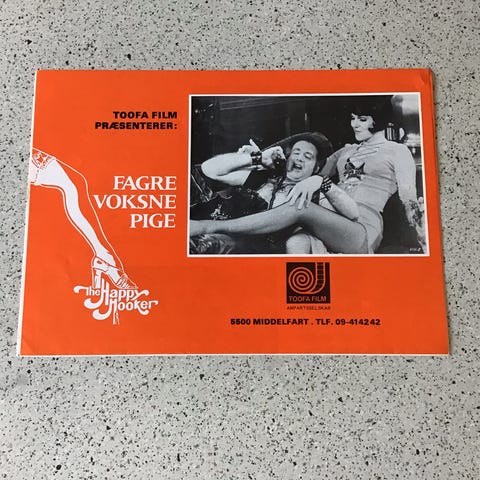 TOOFA FILM
PRÆSENTERER:
FAGRE
VOKSNE
PIGE
The Happy
Hooker
TOOFA FILM
ANPARTSSELSKAB
5500 MIDDELFART . TLF. 09-414242